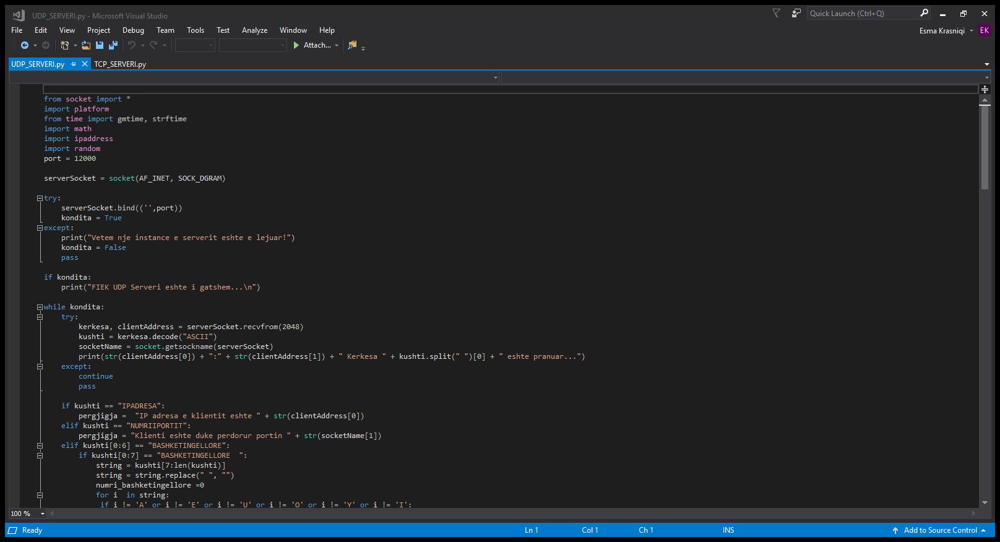 UDP_SERVERI.py - Microsoft Visual Studio
Quick Launch (Ctrl+Q)
File Edit View Project Debug Team Tools Test Analyze Window Help
Esma Krasniqi EK
Attach...
UDP_SERVERI.py TCP_SERVERI.py
from socket import *
import platform
from time import gmtime, strftime
import math
import ipaddress
import random
port = 12000
serverSocket = socket(AF_INET, SOCK_DGRAM)
try:
serverSocket.bind(('',port))
kondita = True
except:
print("Vetem nje instance e serverit eshte e lejuar!")
kondita = False
pass
if kondita:
print("FIEK UDP Serveri eshte i gatshem...\n")
while kondita:
try:
kerkesa, clientAddress = serverSocket.recvfrom(2048)
kushti = kerkesa.decode("ASCII")
socketName = socket.getsockname(serverSocket)
print(str(clientAddress[0]) + ":" + str(clientAddress[1]) + " Kerkesa " + kushti.split(" ")[0] + " eshte pranuar...")
except:
continue
pass
if kushti == "IPADRESA":
pergjigja =  "IP adresa e klientit eshte " + str(clientAddress[0])
elif kushti == "NUMRIIPORTIT":
pergjigja = "Klienti eshte duke perdorur portin " + str(socketName[1])
elif kushti[0:6] == "BASHKETINGELLORE":
if kushti[0:7] == "BASHKETINGELLORE  ":
string = kushti[7:len(kushti)]
string = string.replace(" ", "")
numri_bashketingellore =0
for i  in string:
if i != 'A' or i != 'E' or i != 'U' or i != 'O' or i != 'Y' or i != 'I':
100 %
Ready Ln 1 Col 1 Ch 1 INS Add to Source Control